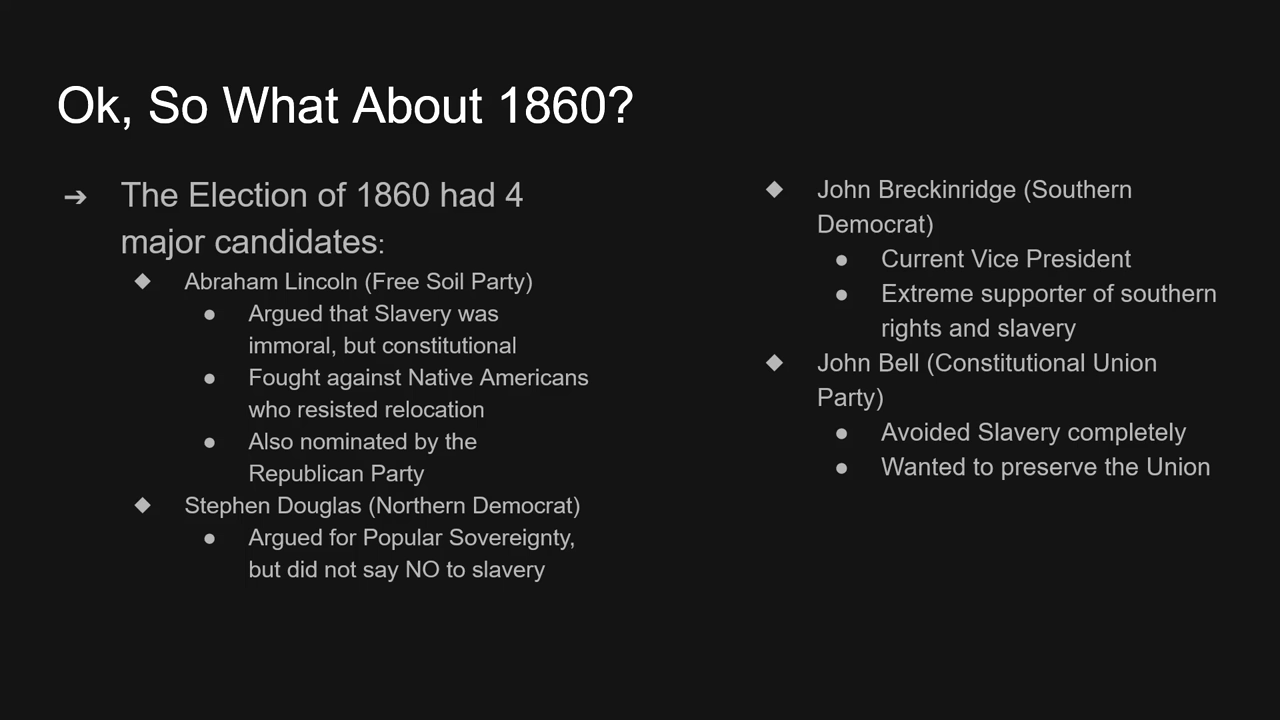 Ok, So What About 1860?
➔ The Election of 1860 had 4
major candidates:
◆ Abraham Lincoln (Free Soil Party)
● Argued that Slavery was
immoral, but constitutional
● Fought against Native Americans
who resisted relocation
● Also nominated by the
Republican Party
◆ Stephen Douglas (Northern Democrat)
● Argued for Popular Sovereignty,
but did not say NO to slavery
◆ John Breckinridge (Southern
Democrat)
● Current Vice President
● Extreme supporter of southern
rights and slavery
◆ John Bell (Constitutional Union
Party)
● Avoided Slavery completely
● Wanted to preserve the Union